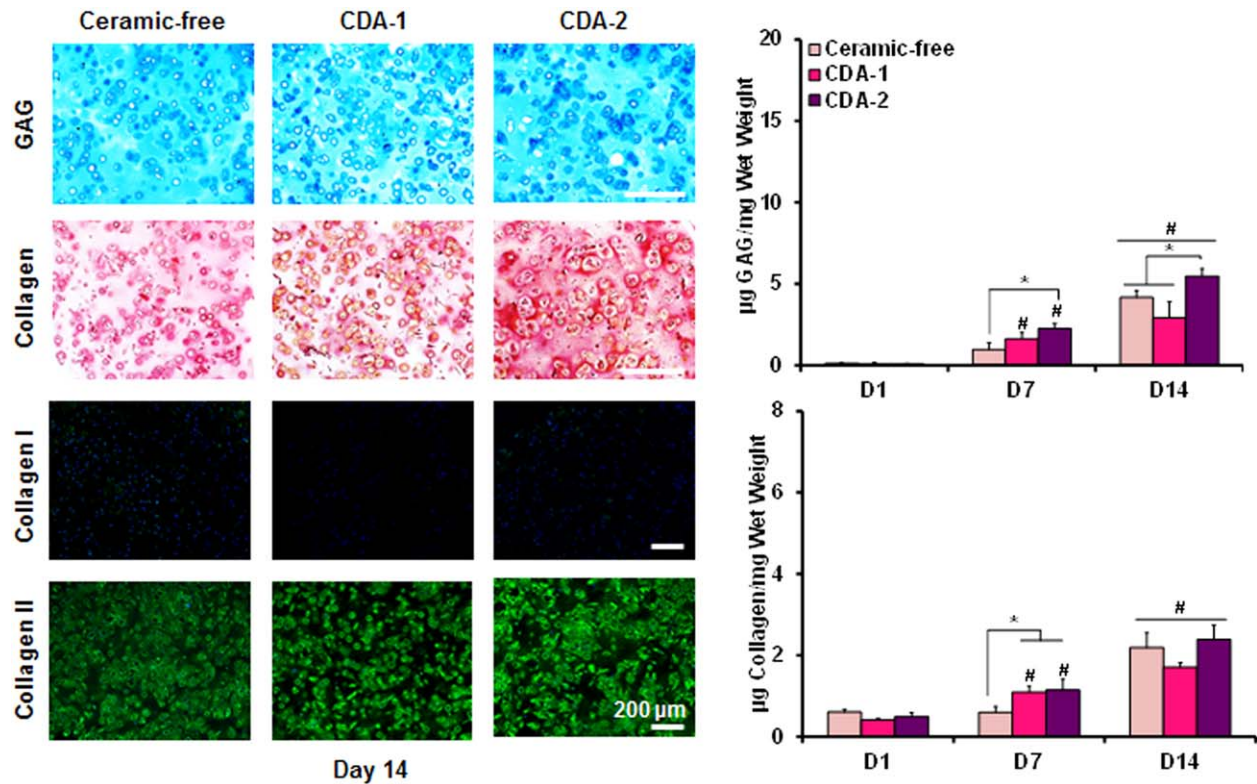 Ceramic-free CDA-1 CDA-2
GAG
Collagen
Collagen I
Collagen II
200 µm
Day 14
20
15
10
5
0
µg GAG/mg Wet Weight
Ceramic-free
CDA-1
CDA-2
*
#
#
#
*
D1 D7 D14
8
6
4
2
0
µg Collagen/mg Wet Weight
*
#
#
#
D1 D7 D14